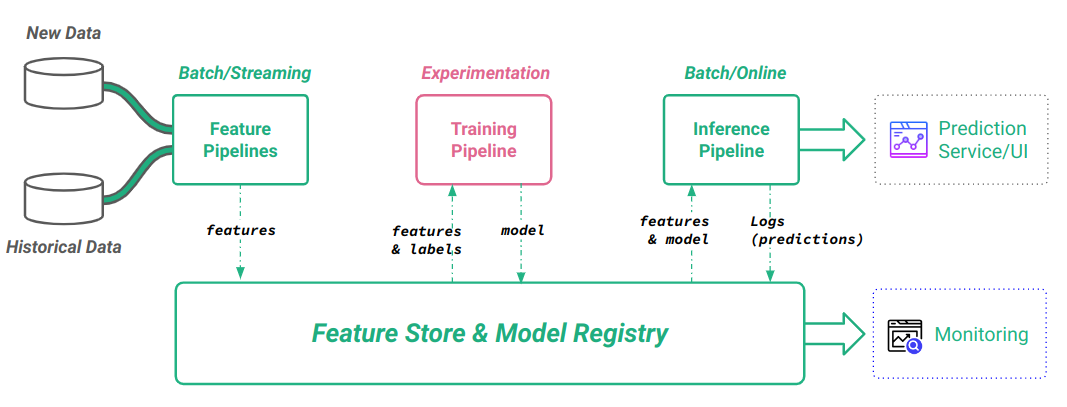 New Data
Historical Data
Batch/Streaming
Feature
Pipelines
Experimentation
Training
Pipeline
Batch/Online
Inference
Pipeline
Prediction
Service/UI
features
features
& labels
model
features
& model
Logs
(predictions)
Feature Store & Model Registry
Monitoring